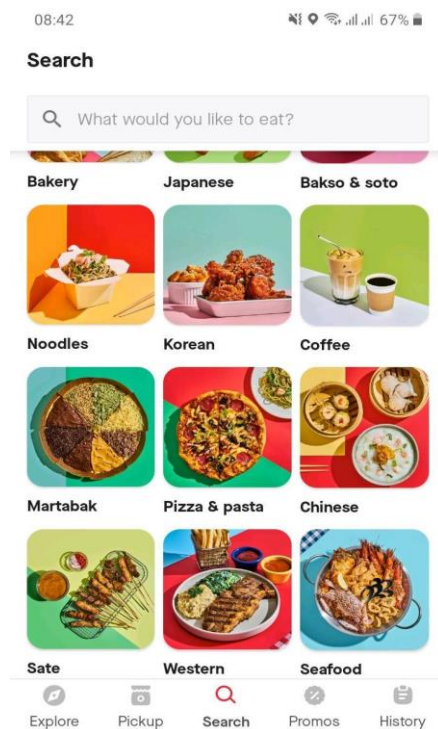 08:42 67%
Search
What would you like to eat?
Bakery Japanese Bakso & soto
Noodles Korean Coffee
Martabak Pizza & pasta Chinese
Sate Western Seafood
Explore Pickup Search Promos History